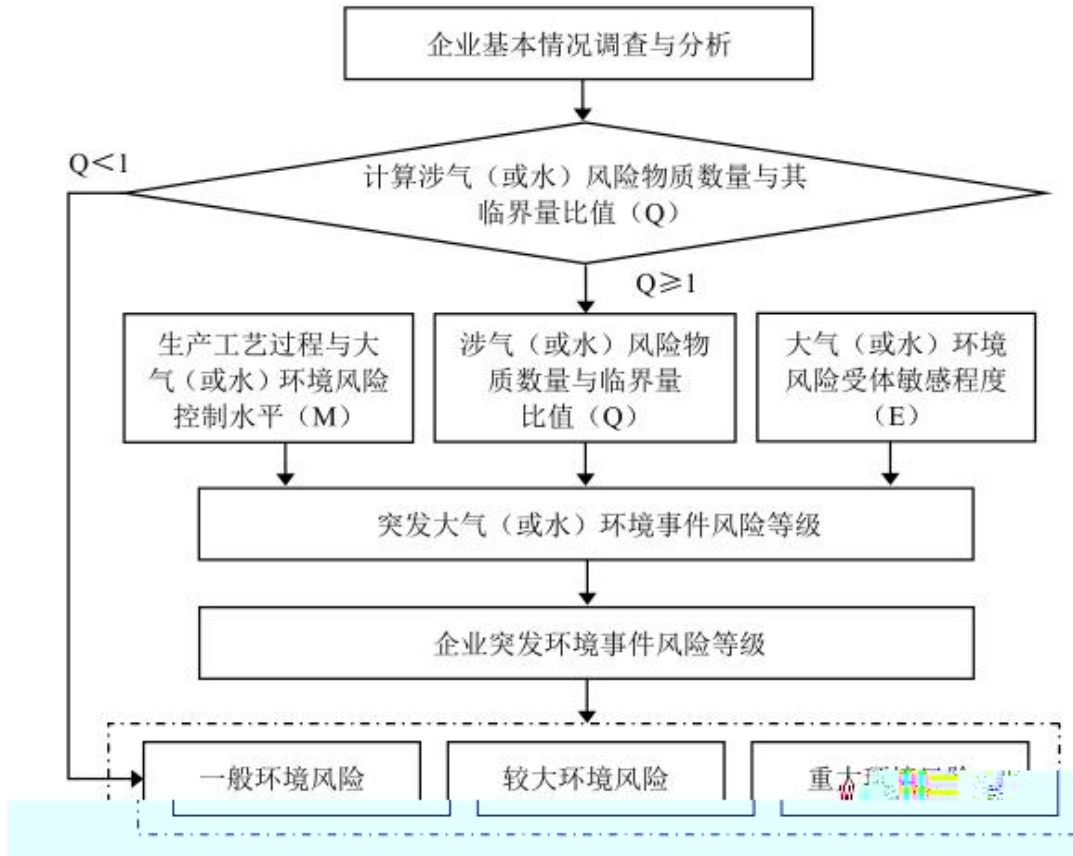 企业基本情况调查与分析
Q<1
计算涉气（或水）风险物质数量与其
临界量比值（Q）
Q≥1
生产工艺过程与大
气（或水）环境风险
控制水平（M）
涉气（或水）风险物
质数量与临界量
比值（Q）
大气（或水）环境
风险受体敏感程度
（E）
突发大气（或水）环境事件风险等级
企业突发环境事件风险等级
一般环境风险
较大环境风险
重大环境风险